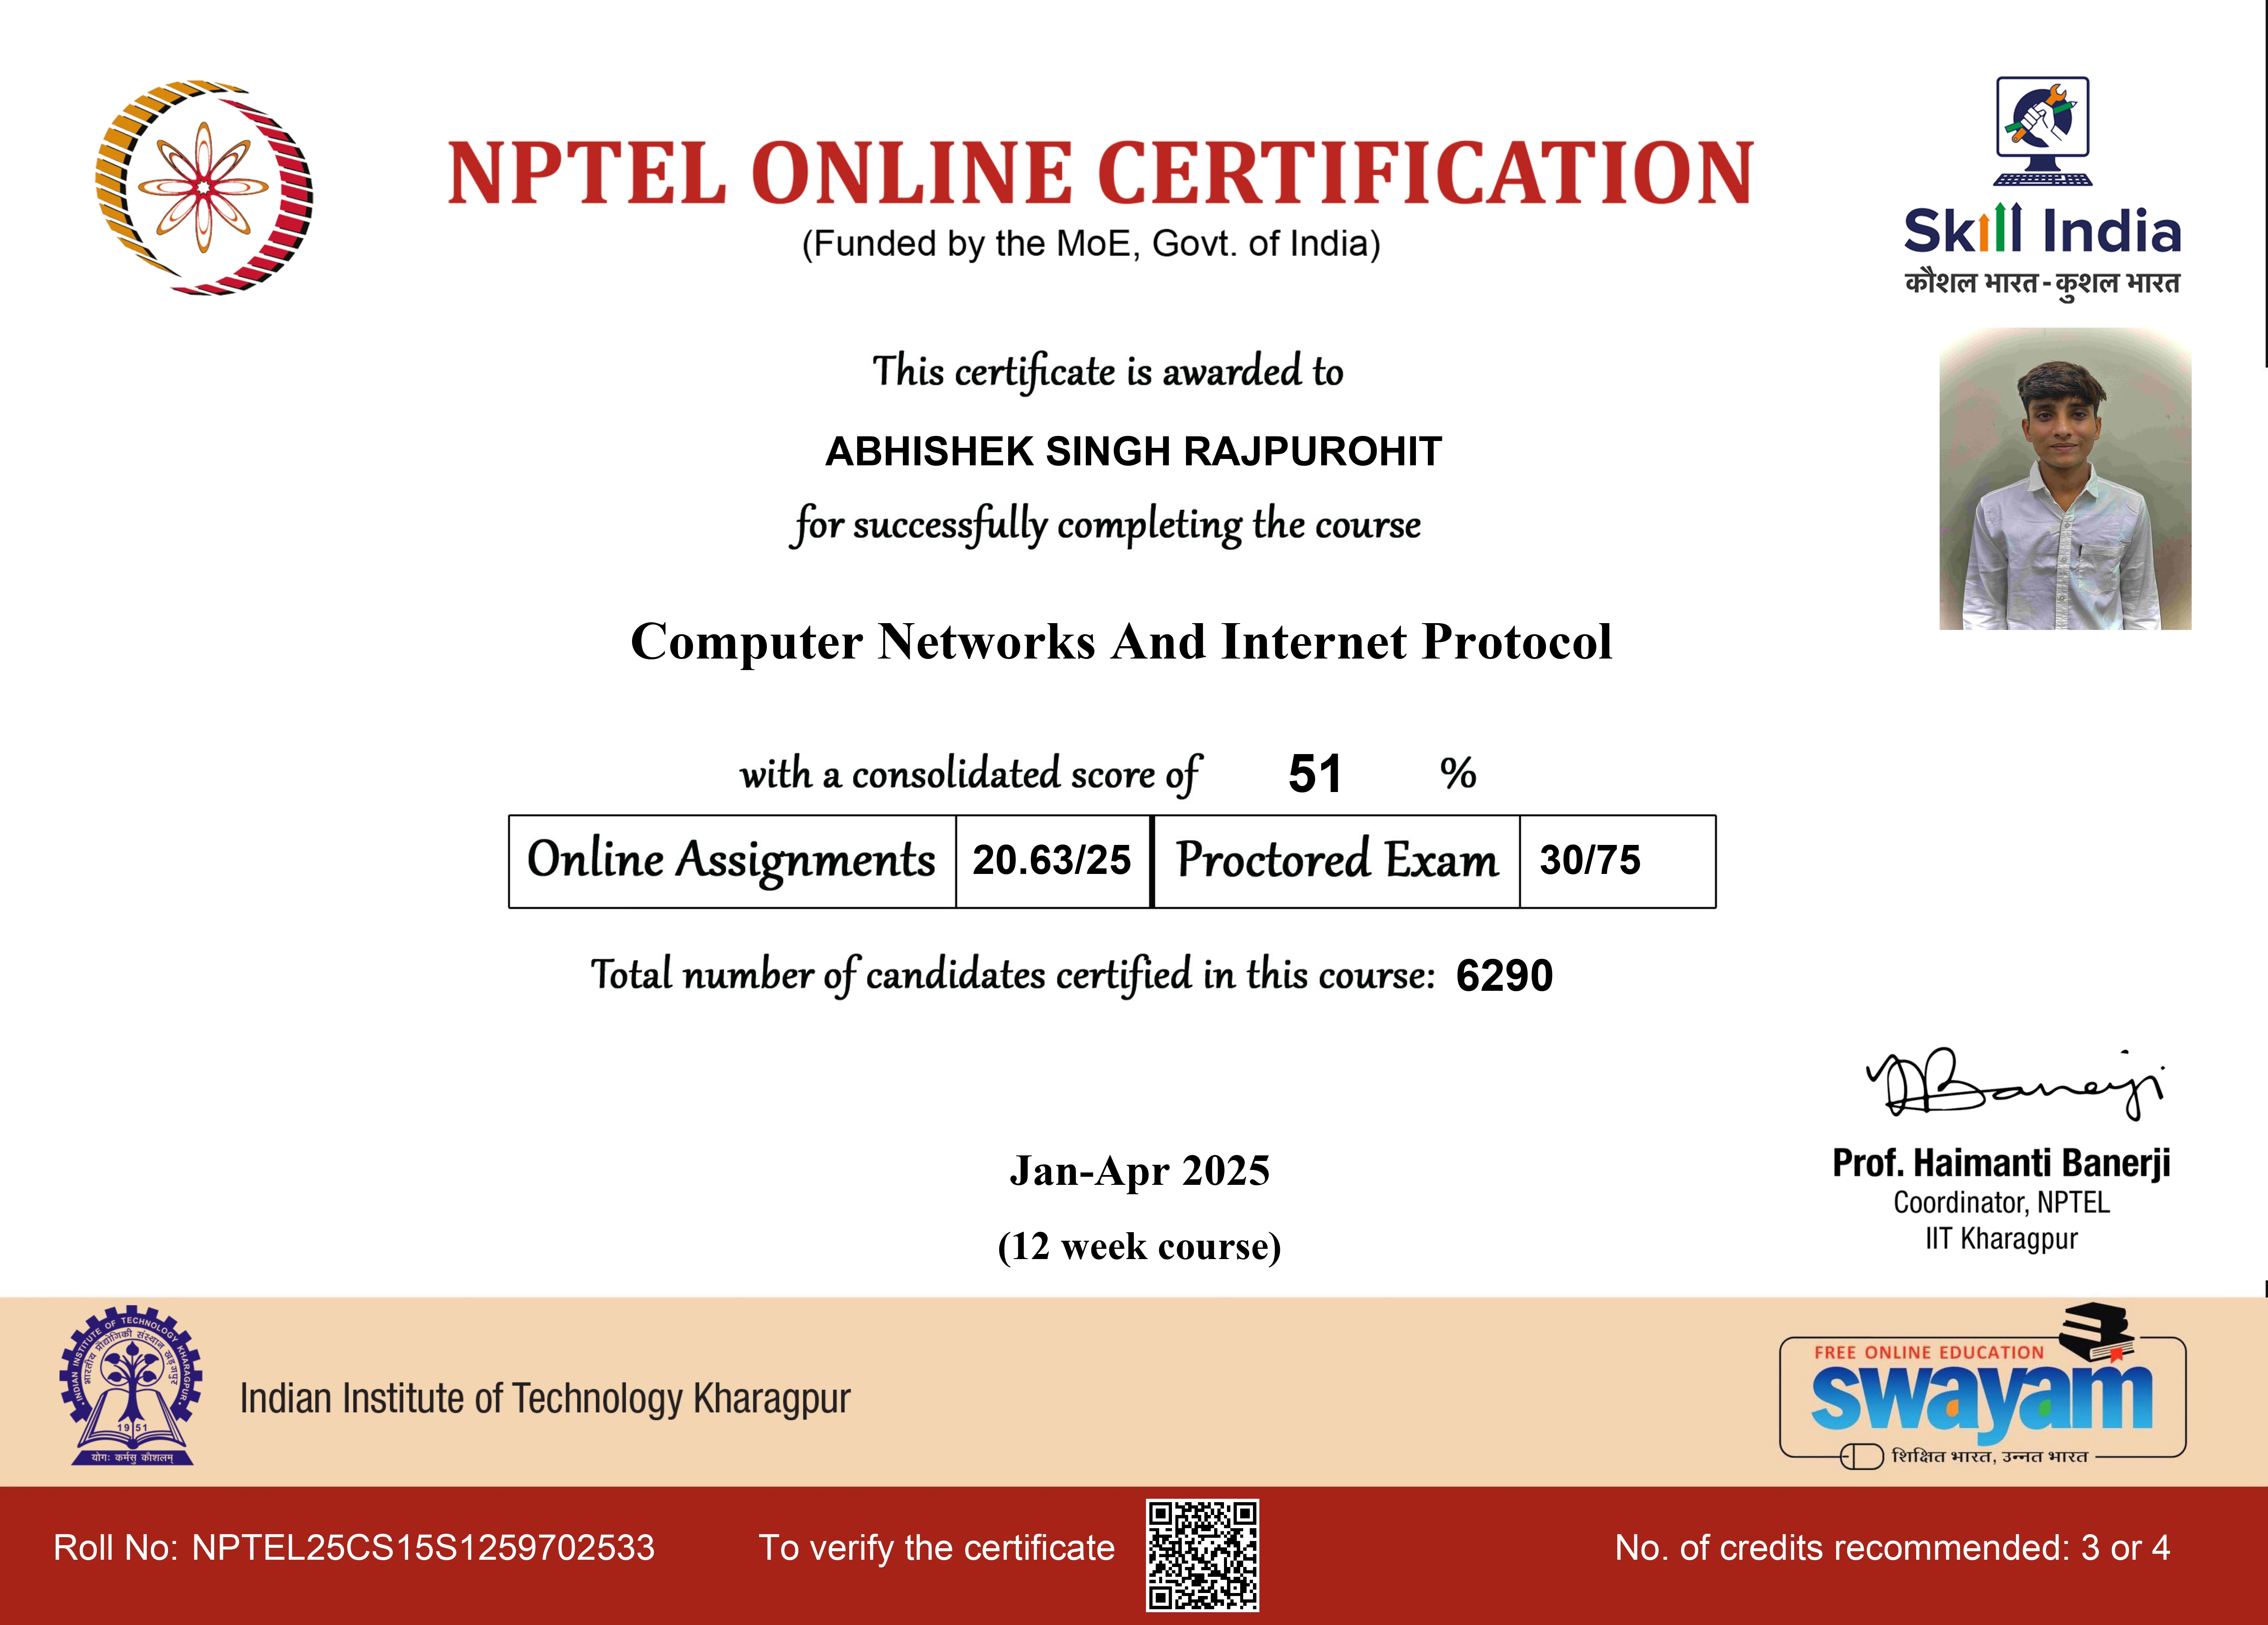 NPTEL ONLINE CERTIFICATION
(Funded by the MoE, Govt. of India)
Skill India
कौशल भारत - कुशल भारत
This certificate is awarded to
ABHISHEK SINGH RAJPUROHIT
for successfully completing the course
Computer Networks And Internet Protocol
with a consolidated score of 51 %
Online Assignments 20.63/25 Proctored Exam 30/75
Total number of candidates certified in this course: 6290
Banerji
Prof. Haimanti Banerji
Coordinator, NPTEL
IIT Kharagpur
Jan-Apr 2025
(12 week course)
INDIAN INSTITUTE OF TECHNOLOGY KHARAGPUR
भारतीय प्रौद्योगिकी संस्थान खड़गपुर
1951
योगः कर्मसु कौशलम्
Indian Institute of Technology Kharagpur
FREE ONLINE EDUCATION
swayam
शिक्षित भारत, उन्नत भारत
Roll No: NPTEL25CS15S1259702533
To verify the certificate
No. of credits recommended: 3 or 4